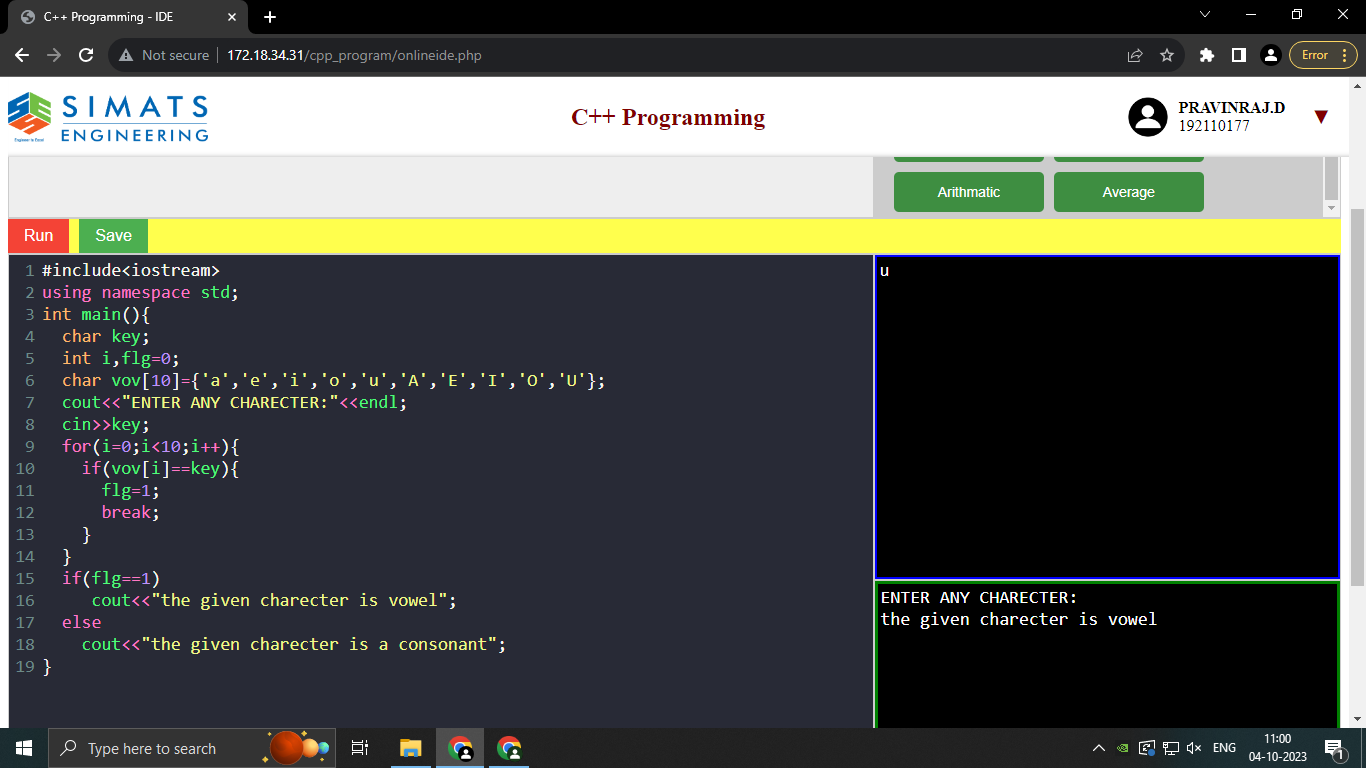 C++ Programming - IDE
Not secure 172.18.34.31/cpp_program/onlineide.php Error
SIMATS
ENGINEERING
Engineer to Excel
C++ Programming
PRAVINRAJ.D
192110177
Arithmatic Average
Run Save
1 #include<iostream>
2 using namespace std;
3 int main(){
4 char key;
5 int i,flg=0;
6 char vov[10]={'a','e','i','o','u','A','E','I','O','U'};
7 cout<<"ENTER ANY CHARECTER:"<<endl;
8 cin>>key;
9 for(i=0;i<10;i++){
10 if(vov[i]==key){
11 flg=1;
12 break;
13 }
14 }
15 if(flg==1)
16 cout<<"the given charecter is vowel";
17 else
18 cout<<"the given charecter is a consonant";
19 }
u
ENTER ANY CHARECTER:
the given charecter is vowel
Type here to search
ENG
11:00
04-10-2023
1